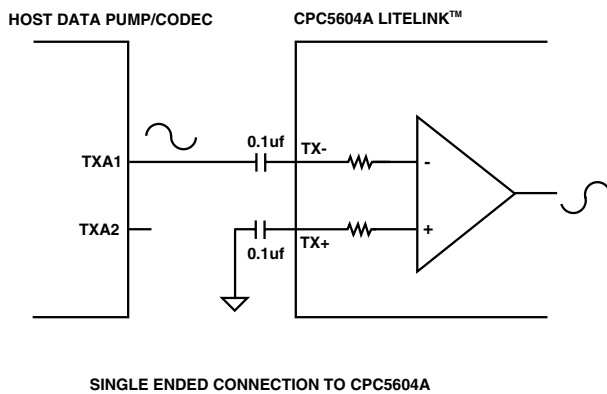 HOST DATA PUMP/CODEC
CPC5604A LITELINK™
0.1uf
TX-
TXA1
-
TXA2
+
0.1uf
TX+
SINGLE ENDED CONNECTION TO CPC5604A